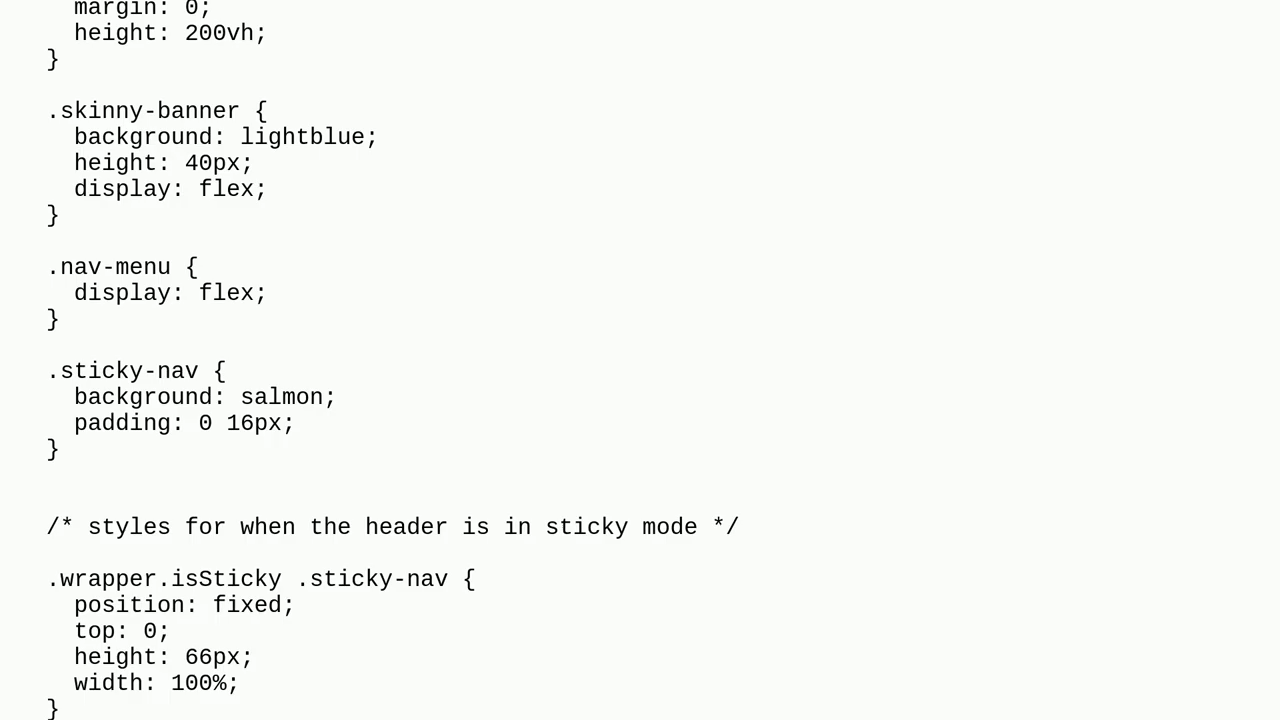 margin: 0;
height: 200vh;
}
.skinny-banner {
background: lightblue;
height: 40px;
display: flex;
}
.nav-menu {
display: flex;
}
.sticky-nav {
background: salmon;
padding: 0 16px;
}
/* styles for when the header is in sticky mode */
.wrapper.isSticky .sticky-nav {
position: fixed;
top: 0;
height: 66px;
width: 100%;
}